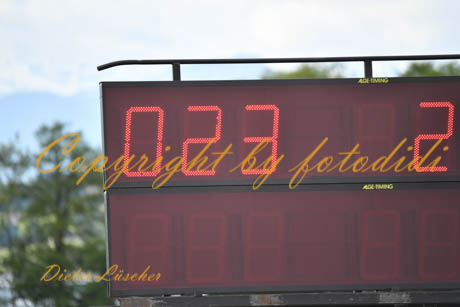 ALGE-TIMING
023 2
Copyright by fotodidi
ALGE-TIMING
Dieter Lüscher